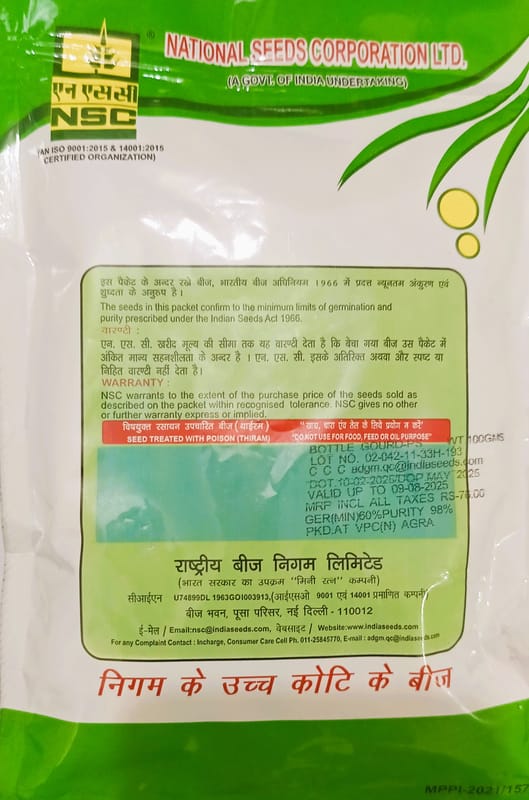 ®
NATIONAL SEEDS CORPORATION LTD.
(A GOVT. OF INDIA UNDERTAKING)
एन एस सी
NSC
(AN ISO 9001:2015 & 14001:2015
CERTIFIED ORGANIZATION)
इस पैकेट के अन्दर रखे बीज, भारतीय बीज अधिनियम 1966 में प्रदत्त न्यूनतम अंकुरण एवं
शुष्दता के अनुरुप है।
The seeds in this packet confirm to the minimum limits of germination and
purity prescribed under the Indian Seeds Act 1966.
वारण्टी :
एन. एस. सी. खरीद मूल्य की सीमा तक यह वारण्टी देता है कि बेचा गया बीज उस पैकेट में
अंकित मान्य सहनशीलता के अन्दर है । एन. एस. सी. इसके अतिरिक्त अथवा और स्पष्ट या
निहित वारण्टी नहीं देता है।
WARRANTY :
NSC warrants to the extent of the purchase price of the seeds sold as
described on the packet within recognised tolerance. NSC gives no other
or further warranty express or implied.
विषयुक्त रसायन उपचारित बीज (थाईरम) "खाद्य, चारा एंव तेल के लिये प्रयोग न करें"
SEED TREATED WITH POISON (THIRAM) "DO NOT USE FOR FOOD, FEED OR OIL PURPOSE"
BOTTLE GOURD-PS WT 100GMS
LOT NO. 02-042-11-33H-193
C C C adgm.qc@indiaseeds.com
DOT 10-02-2025/DOP MAY 2025
VALID UP TO 09-08-2025
MRP INCL ALL TAXES RS-76.00
GER(MIN)60%PURITY 98%
PKD.AT VPC(N) AGRA
राष्ट्रीय बीज निगम लिमिटेड
(भारत सरकार का उपक्रम "मिनी रत्न" कम्पनी)
सीआईएन U74899DL 1963GOI003913,(आईएसओ 9001 एवं 14001 प्रमाणित कम्पनी)
बीज भवन, पूसा परिसर, नई दिल्ली - 110012
ई-मेल / Email:nsc@indiaseeds.com, वेबसाइट / Website:www.indiaseeds.com
For any Complaint Contact : Incharge, Consumer Care Cell Ph. 011-25845770, E-mail : adgm.qc@indiaseeds.com
निगम के उच्च कोटि के बीज
MPPI-2021/152